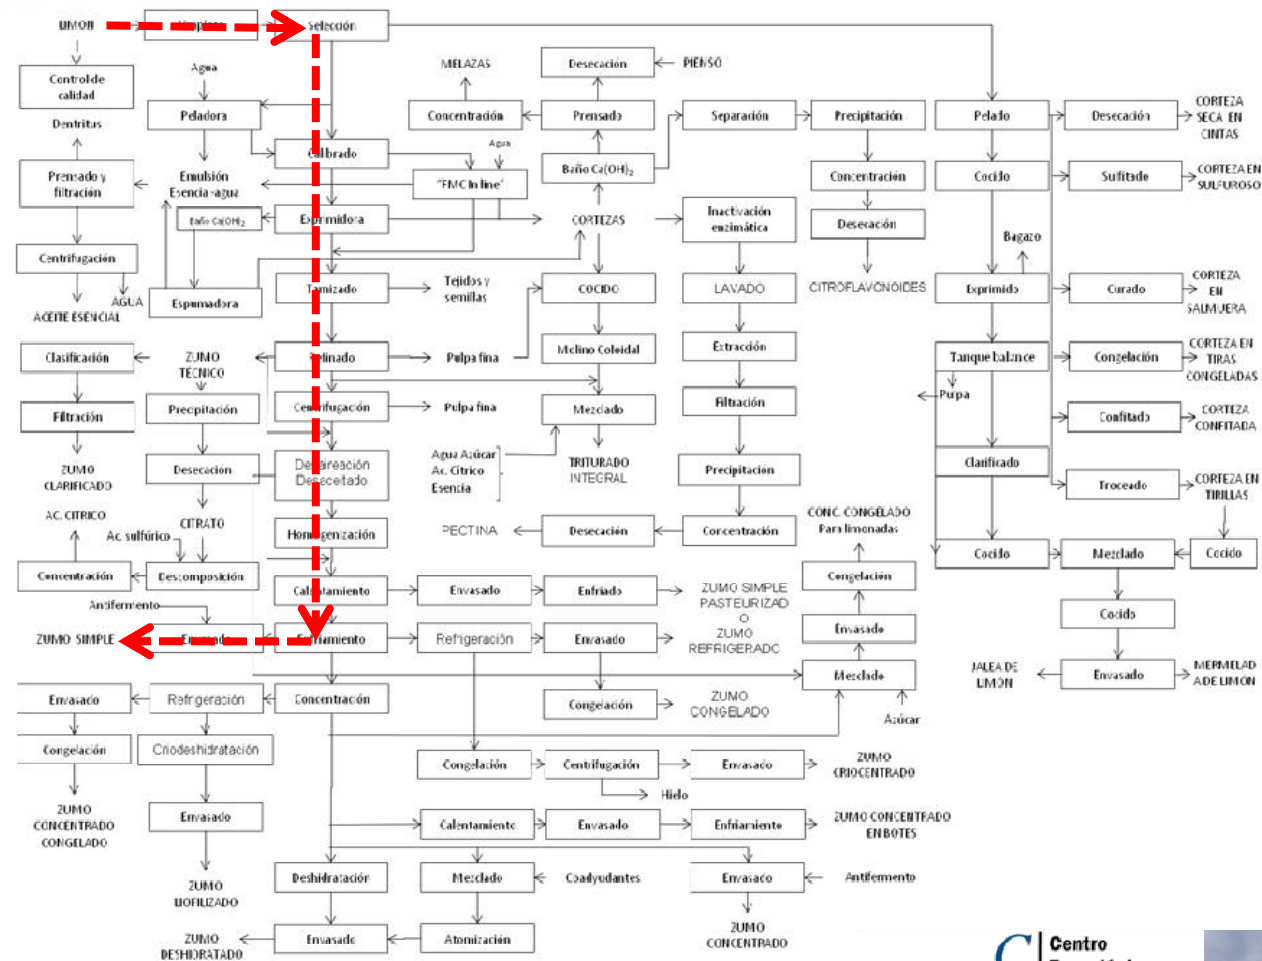 LIMÓN
Selección
Control de
calidad
Agua
MELAZAS
Desecación
PIENSO
Dentritus
Peladora
Concentración
Prensado
Separación
Precipitación
Pelado
Desecación
CORTEZA
SECA EN
CINTAS
Calibrado
Agua
Prensado y
filtración
Emulsión
Esencia-agua
"FMC In line"
Baño Ca(OH)2
Concentración
Cocido
Sulfitado
CORTEZA EN
SULFUROSO
Baño Ca(OH)2
Exprimidora
CORTEZAS
Inactivación
enzimática
Desecación
Bagazo
Centrifugación
AGUA
ACEITE ESENCIAL
Espumadora
Tamizado
Tejidos y
semillas
COCIDO
LAVADO
CITROFLAVONOIDES
Exprimido
Curado
CORTEZA
EN
SALMUERA
Clasificación
ZUMO
TÉCNICO
Refinado
Pulpa fina
Molino Coloidal
Extracción
Tanque balance
Congelación
CORTEZA EN
TIRAS
CONGELADAS
Pulpa
Filtración
Precipitación
Centrifugación
Pulpa fina
Mezclado
Filtración
Confitado
CORTEZA
CONFITADA
ZUMO
CLARIFICADO
Desecación
Desaireación
Desaceitado
Agua Azúcar
Ac. Cítrico
Esencia
TRITURADO
INTEGRAL
Precipitación
Clarificado
Troceado
CORTEZA EN
TIRILLAS
AC. CITRICO
Ac. sulfúrico
CITRATO
Homogenización
PECTINA
Desecación
Concentración
CONC. CONGELADO
Para limonadas
Cocido
Mezclado
Cocido
Concentración
Descomposición
Calentamiento
Envasado
Enfriado
ZUMO SIMPLE
PASTEURIZAD
O
ZUMO
REFRIGERADO
Congelación
Antifermento
Cocido
ZUMO SIMPLE
Envasado
Enfriamiento
Refrigeración
Envasado
Envasado
JALEA DE
LIMÓN
Envasado
MERMELAD
A DE LIMÓN
Mezclado
Azúcar
Envasado
Refrigeración
Concentración
Congelación
ZUMO
CONGELADO
Congelación
Criodeshidratación
Congelación
Centrifugación
Envasado
ZUMO
CRIOCENTRADO
Hielo
ZUMO
CONCENTRADO
CONGELADO
Envasado
Calentamiento
Envasado
Enfriamiento
ZUMO CONCENTRADO
EN BOTES
ZUMO
LIOFILIZADO
Deshidratación
Mezclado
Coadyudantes
Envasado
Antifermento
ZUMO
DESHIDRATADO
Envasado
Atomización
ZUMO
CONCENTRADO
Centro